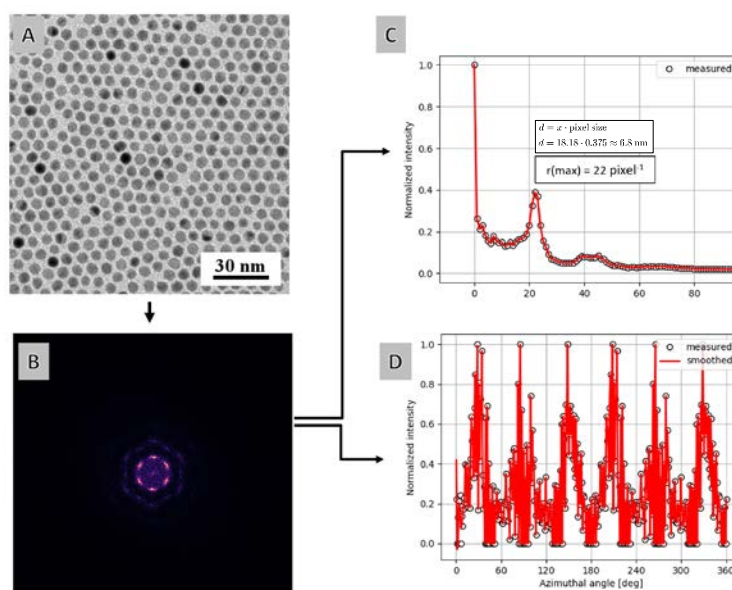 A
30 nm
B
C
measured
Normalized intensity
1.0
0.8
0.6
0.4
0.2
0.0
d = x · pixel size
d = 18.18 · 0.375 ≈ 6.8 nm
r(max) = 22 pixel⁻¹
0 20 40 60 80
D
measured
smoothed
Normalized intensity
1.0
0.8
0.6
0.4
0.2
0.0
0 60 120 180 240 300 360
Azimuthal angle [deg]